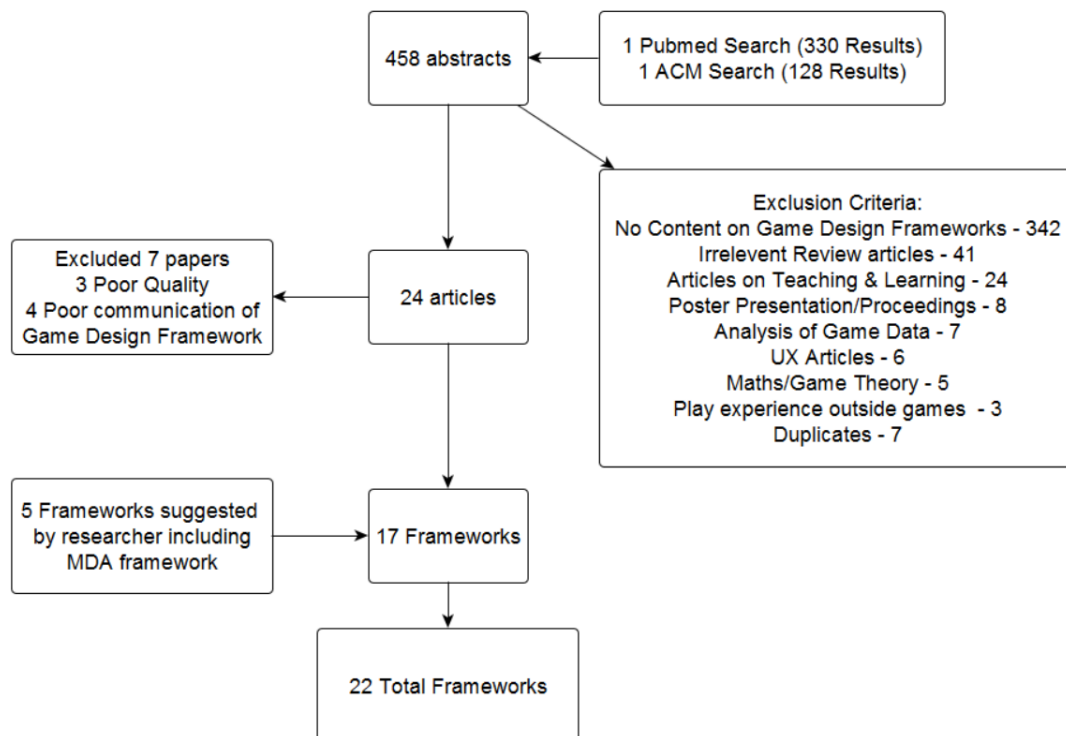 458 abstracts
1 Pubmed Search (330 Results)
1 ACM Search (128 Results)
Exclusion Criteria:
No Content on Game Design Frameworks - 342
Irrelevent Review articles - 41
Articles on Teaching & Learning - 24
Poster Presentation/Proceedings - 8
Analysis of Game Data - 7
UX Articles - 6
Maths/Game Theory - 5
Play experience outside games - 3
Duplicates - 7
Excluded 7 papers
3 Poor Quality
4 Poor communication of
Game Design Framework
24 articles
5 Frameworks suggested
by researcher including
MDA framework
17 Frameworks
22 Total Frameworks